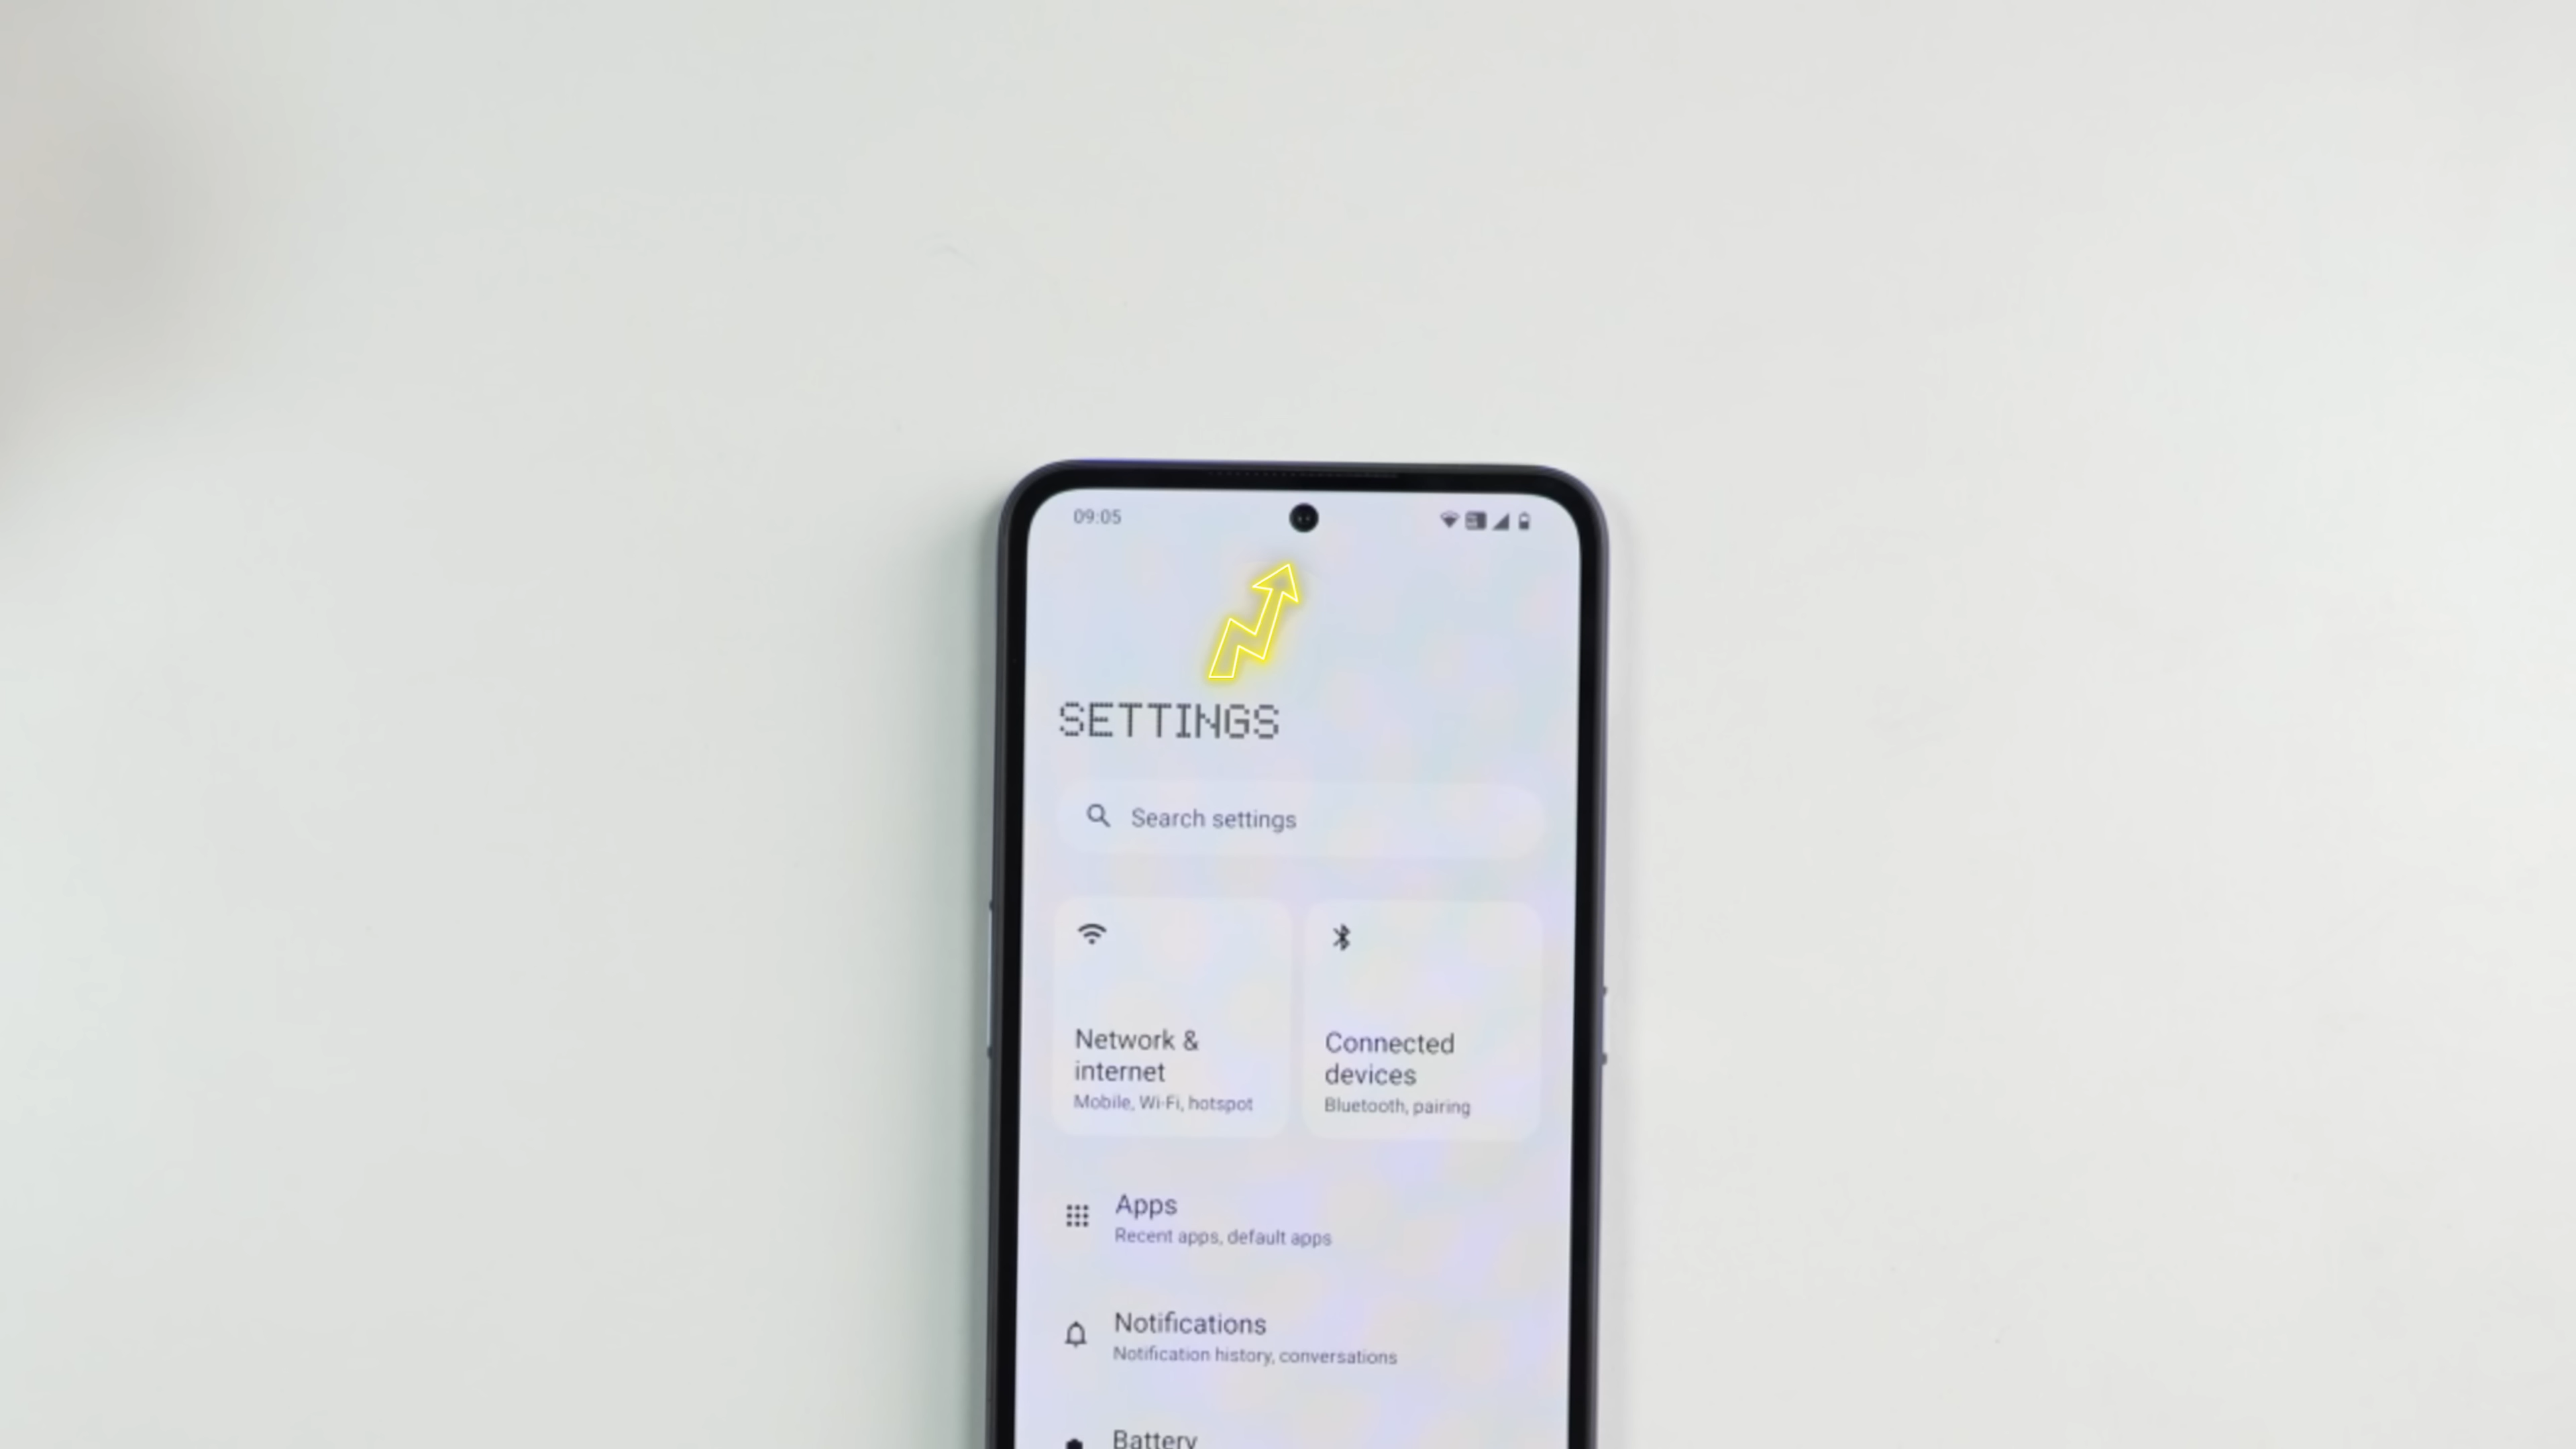 09:05
SETTINGS
Search settings
Network &
internet
Mobile, Wi-Fi, hotspot
Connected
devices
Bluetooth, pairing
Apps
Recent apps, default apps
Notifications
Notification history, conversations
Battery